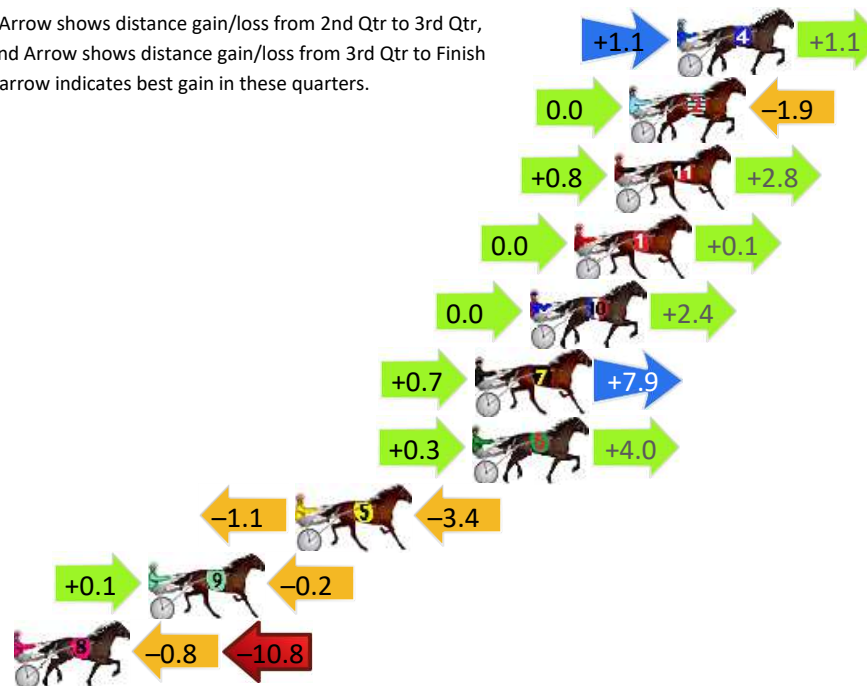 Arrow shows distance gain/loss from 2nd Qtr to 3rd Qtr,
nd Arrow shows distance gain/loss from 3rd Qtr to Finish
arrow indicates best gain in these quarters.
+1.1 4 +1.1
0.0 –1.9
+0.8 11 +2.8
0.0 1 +0.1
0.0 10 +2.4
+0.7 7 +7.9
+0.3 6 +4.0
–1.1 5 –3.4
+0.1 9 –0.2
8 –0.8 –10.8